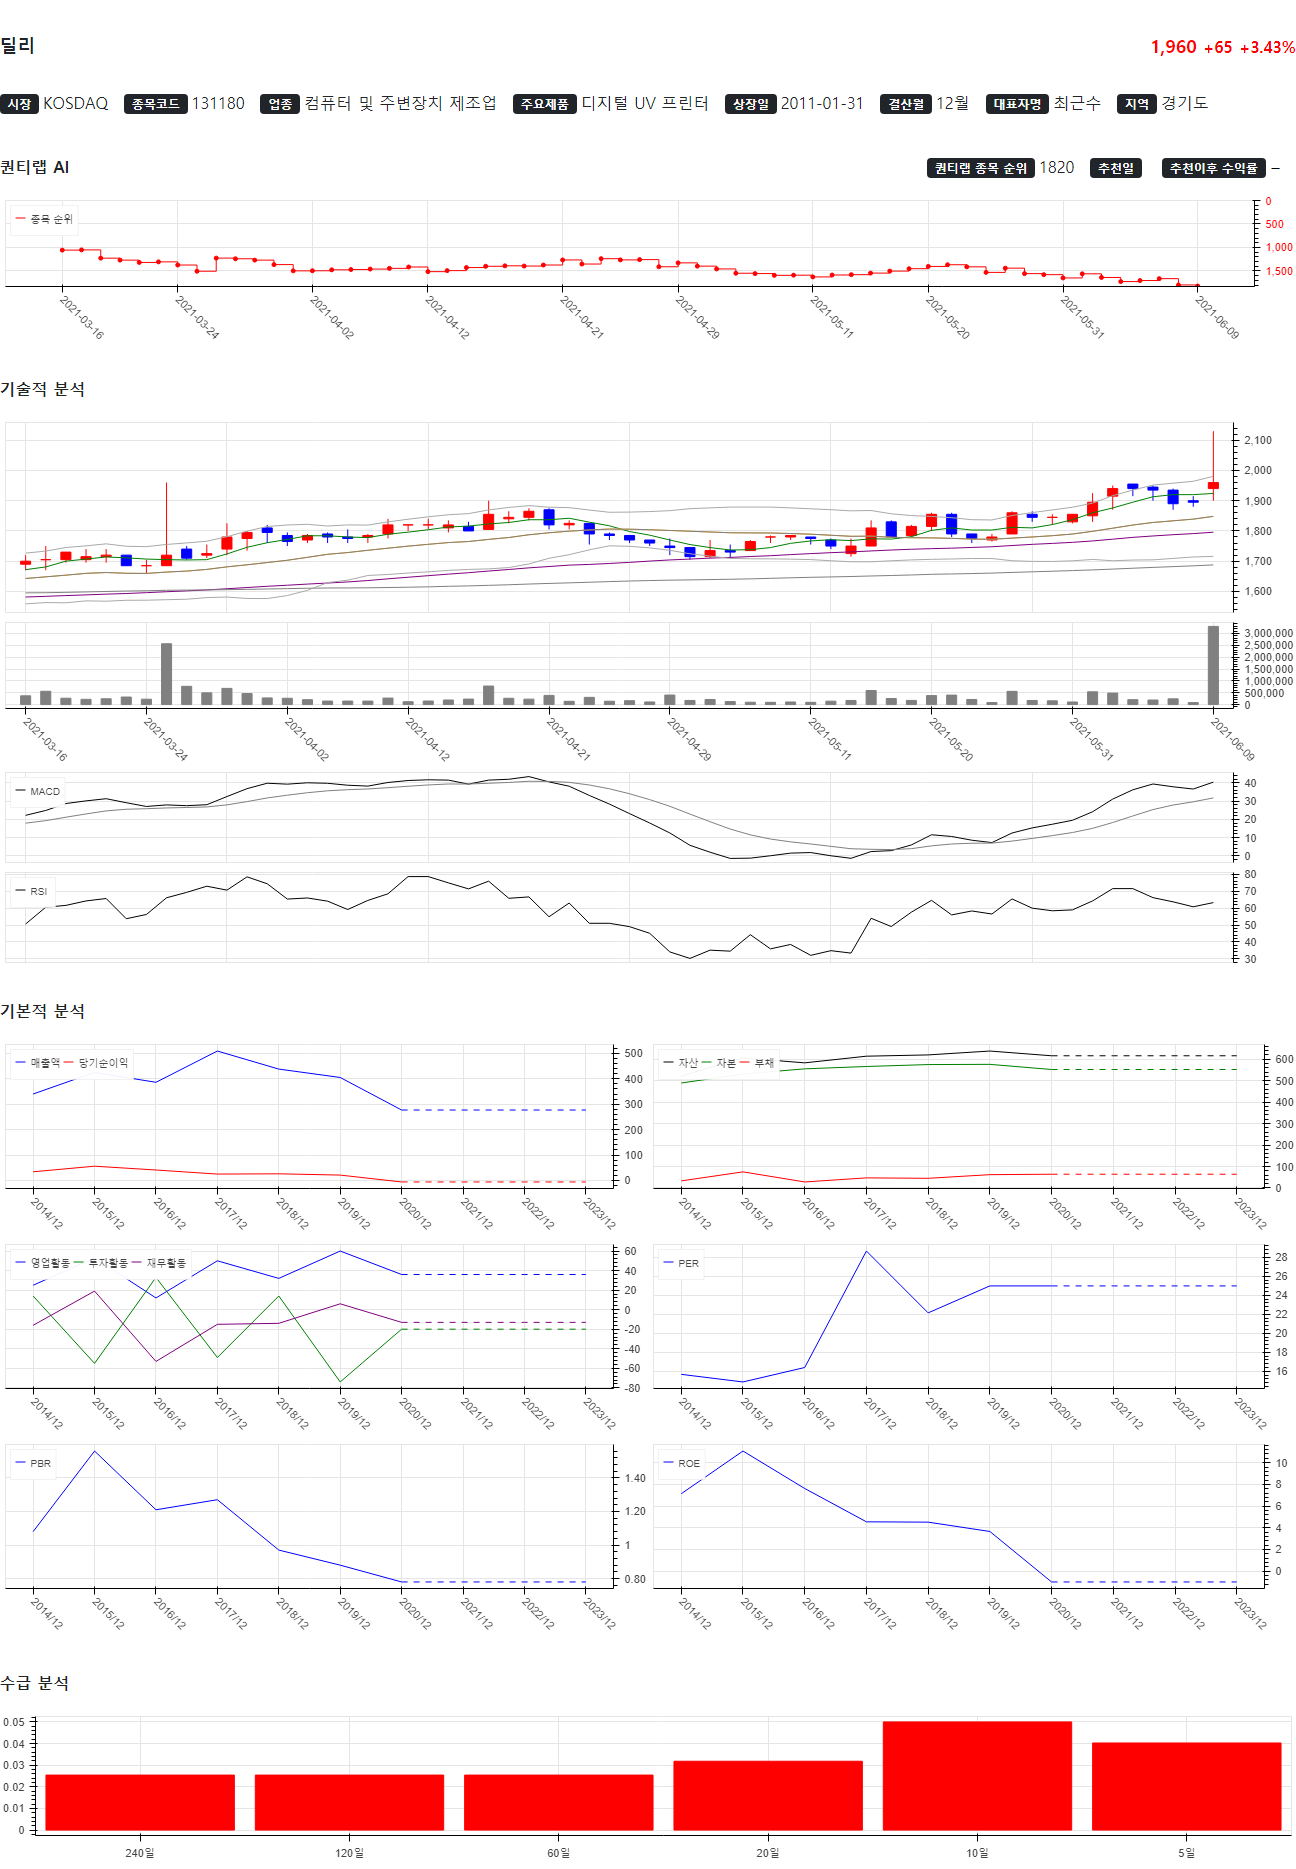 딜리
1,960 +65 +3.43%
시장 KOSDAQ 종목코드 131180 업종 컴퓨터 및 주변장치 제조업 주요제품 디지털 UV 프린터 상장일 2011-01-31 결산월 12월 대표자명 최근수 지역 경기도
퀀티랩 AI
퀀티랩 종목 순위 1820 추천일 추천이후 수익률 –
종목 순위
0
500
1,000
1,500
2021-03-16 2021-03-24 2021-04-02 2021-04-12 2021-04-21 2021-04-29 2021-05-11 2021-05-20 2021-05-31 2021-06-09
기술적 분석
2,100
2,000
1,900
1,800
1,700
1,600
3,000,000
2,500,000
2,000,000
1,500,000
1,000,000
500,000
0
2021-03-16 2021-03-24 2021-04-02 2021-04-12 2021-04-21 2021-04-29 2021-05-11 2021-05-20 2021-05-31 2021-06-09
MACD
40
30
20
10
0
RSI
80
70
60
50
40
30
기본적 분석
매출액 당기순이익
500
400
300
200
100
0
2014/12 2015/12 2016/12 2017/12 2018/12 2019/12 2020/12 2021/12 2022/12 2023/12
자산 자본 부채
600
500
400
300
200
100
0
2014/12 2015/12 2016/12 2017/12 2018/12 2019/12 2020/12 2021/12 2022/12 2023/12
영업활동 투자활동 재무활동
60
40
20
0
-20
-40
-60
-80
2014/12 2015/12 2016/12 2017/12 2018/12 2019/12 2020/12 2021/12 2022/12 2023/12
PER
28
26
24
22
20
18
16
2014/12 2015/12 2016/12 2017/12 2018/12 2019/12 2020/12 2021/12 2022/12 2023/12
PBR
1.40
1.20
1
0.80
2014/12 2015/12 2016/12 2017/12 2018/12 2019/12 2020/12 2021/12 2022/12 2023/12
ROE
10
8
6
4
2
0
2014/12 2015/12 2016/12 2017/12 2018/12 2019/12 2020/12 2021/12 2022/12 2023/12
수급 분석
0.05
0.04
0.03
0.02
0.01
0
240일 120일 60일 20일 10일 5일